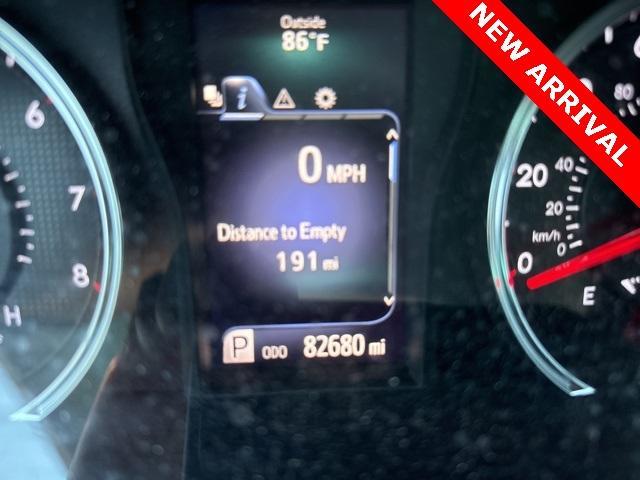 Outside
86°F
NEW ARRIVAL
i
0 MPH
Distance to Empty
191 mi
P ODO 82680 mi
6
7
8
H
80
40
20
20
km/h
0
0
E